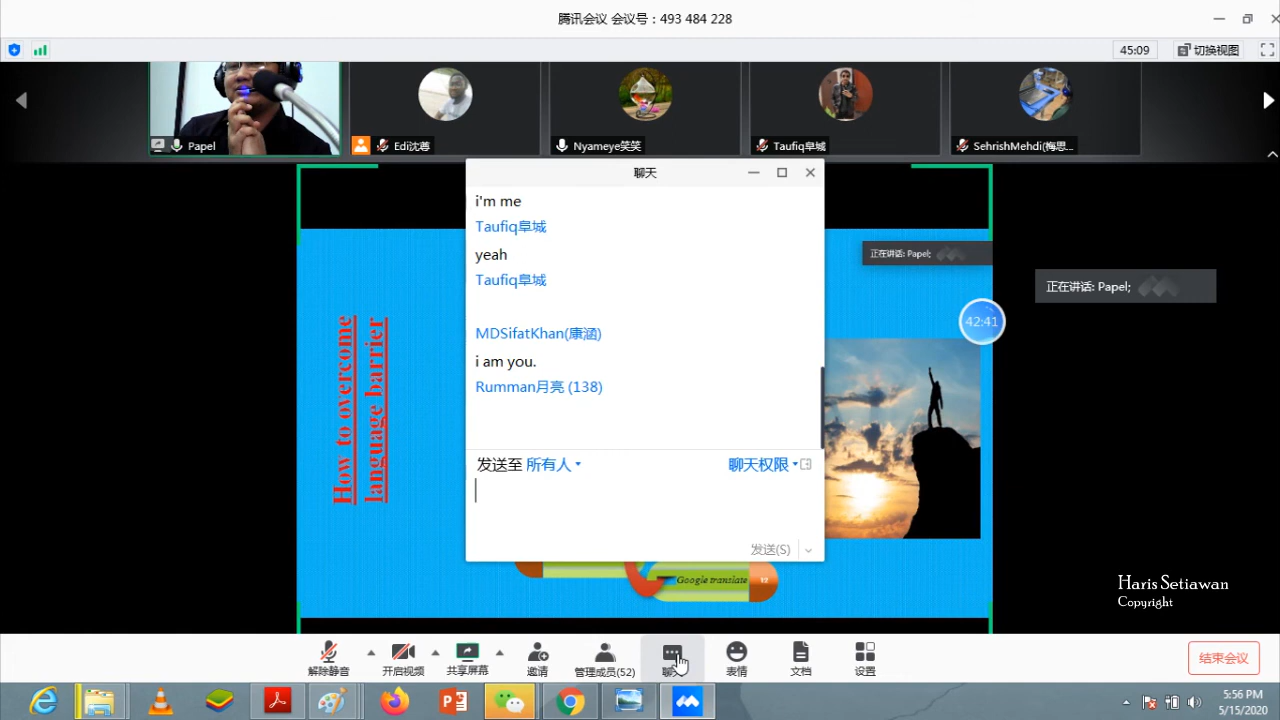 腾讯会议 会议号：493 484 228
45:09
切换视图
Papel
Edi沈尊
Nyameye笑笑
Taufiq阜城
SehrishMehdi(梅思...
聊天
i'm me
Taufiq阜城
yeah
Taufiq阜城
MDSifatKhan(康涵)
i am you.
Rumman月亮 (138)
发送至 所有人
聊天权限
发送(S)
正在讲话: Papel;
正在讲话: Papel;
42:41
How to overcome
language barrier
Google translate
12
Haris Setiawan
Copyright
解除静音
开启视频
共享屏幕
邀请
管理成员(52)
聊天
表情
文档
设置
结束会议
5:56 PM
5/15/2020